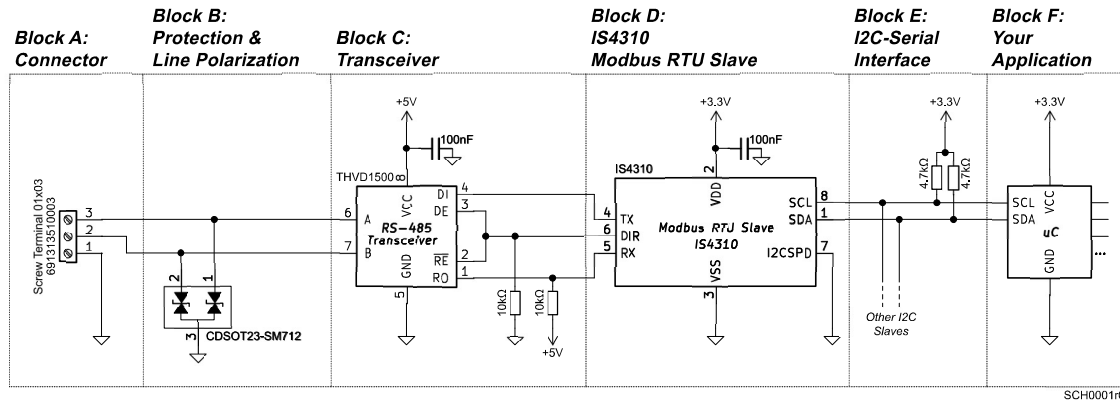 Block A:
Connector
Block B:
Protection &
Line Polarization
Block C:
Transceiver
Block D:
IS4310
Modbus RTU Slave
Block E:
I2C-Serial
Interface
Block F:
Your
Application
Screw Terminal 01x03
691313510003
3
2
1
2
1
3
CDSOT23-SM712
+5V
100nF
THVD1500
8
VCC
6
A
7
B
RS-485
Transceiver
GND
5
DI
4
DE
3
RE
2
RO
1
10kΩ
10kΩ
+5V
+3.3V
100nF
IS4310
2
VDD
4
TX
6
DIR
5
RX
Modbus RTU Slave
IS4310
SCL
8
SDA
1
I2CSPD
7
VSS
3
+3.3V
4.7kΩ
4.7kΩ
Other I2C
Slaves
+3.3V
SCL
SDA
VCC
uC
GND
...